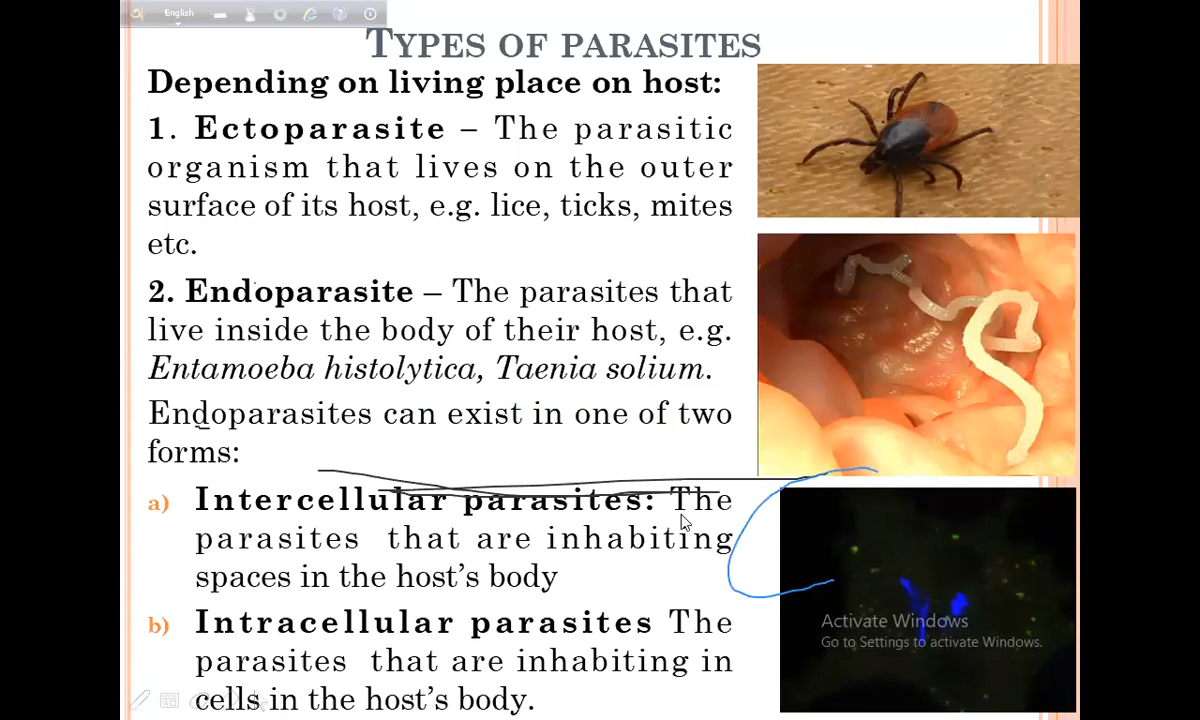 English
TYPES OF PARASITES
Depending on living place on host:
1. Ectoparasite – The parasitic
organism that lives on the outer
surface of its host, e.g. lice, ticks, mites
etc.
2. Endoparasite – The parasites that
live inside the body of their host, e.g.
Entamoeba histolytica, Taenia solium.
Endoparasites can exist in one of two
forms:
a) Intercellular parasites: The
parasites that are inhabiting
spaces in the host's body
b) Intracellular parasites The
parasites that are inhabiting in
cells in the host's body.
Activate Windows
Go to Settings to activate Windows.